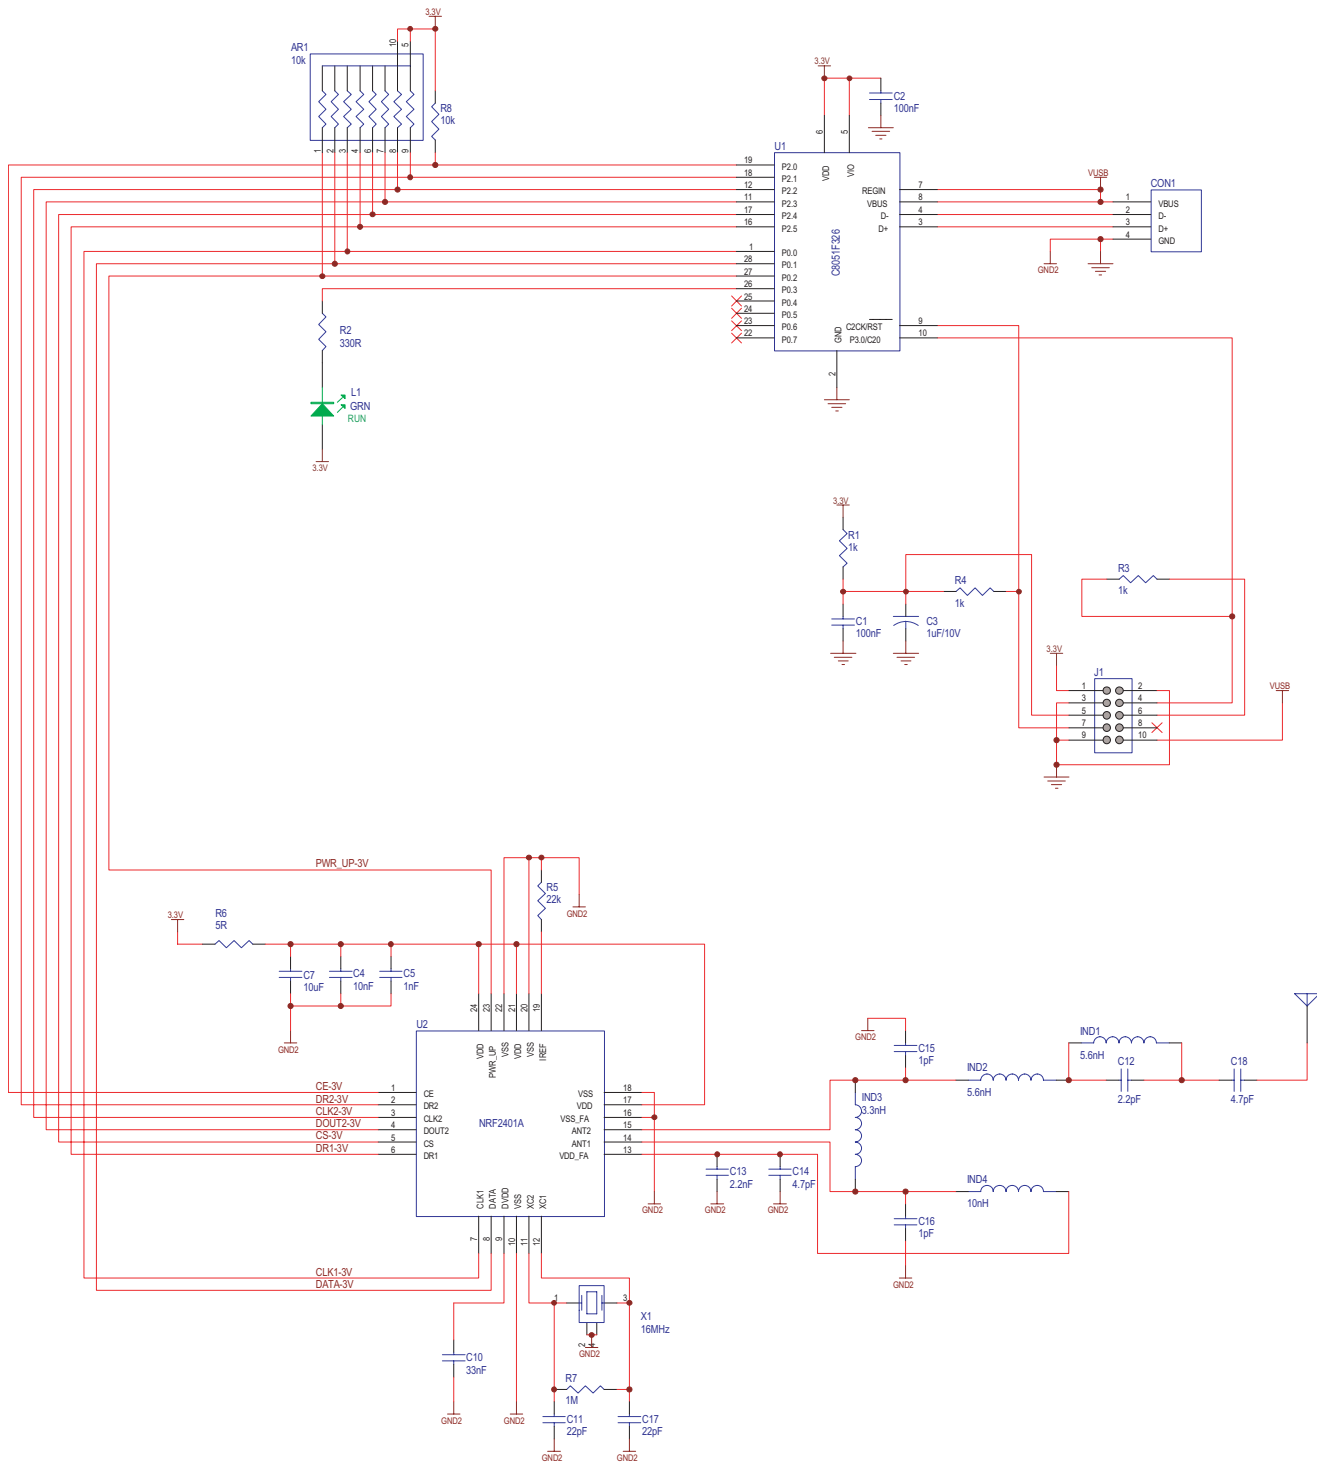 3.3V
AR1
10k
10
5
R8
10k
1
2
3
4
6
7
8
9
3.3V
C2
100nF
6
5
U1
VDD
VIO
C8051F326
GND
19 P2.0
18 P2.1
12 P2.2
11 P2.3
17 P2.4
16 P2.5
1 P0.0
28 P0.1
27 P0.2
26 P0.3
25 P0.4
24 P0.5
23 P0.6
22 P0.7
REGIN 7
VBUS 8
D- 4
D+ 3
C2CK/RST 9
P3.0/C20 10
2
VUSB
CON1
1 VBUS
2 D-
3 D+
4 GND
GND2
R2
330R
L1
GRN
RUN
3.3V
3.3V
R1
1k
C1
100nF
C3
1uF/10V
R4
1k
R3
1k
3.3V
J1
1 2
3 4
5 6
7 8
9 10
VUSB
PWR_UP-3V
R5
22k
GND2
3.3V
R6
5R
C7
10uF
C4
10nF
C5
1nF
GND2
24
23
22
21
20
19
U2
VDD
PWR_UP
VSS
VDD
VSS
IREF
NRF2401A
CE-3V 1 CE
DR2-3V 2 DR2
CLK2-3V 3 CLK2
DOUT2-3V 4 DOUT2
CS-3V 5 CS
DR1-3V 6 DR1
VSS 18
VDD 17
VSS_FA 16
ANT2 15
ANT1 14
VDD_FA 13
CLK1
DATA
DVDD
VSS
XC2
XC1
7
8
9
10
11
12
GND2
C13
2.2nF
GND2
C14
4.7pF
GND2
GND2
C15
1pF
IND3
3.3nH
IND2
5.6nH
IND1
5.6nH
C12
2.2pF
C18
4.7pF
IND4
10nH
C16
1pF
GND2
CLK1-3V
DATA-3V
1
3
2
4
X1
16MHz
GND2
C10
33nF
GND2
GND2
R7
1M
C11
22pF
GND2
C17
22pF
GND2